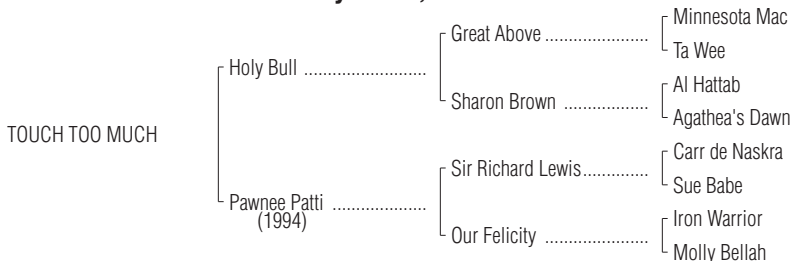 Minnesota Mac
Great Above ......................
Ta Wee
Holy Bull ..........................
Al Hattab
Sharon Brown ..................
Agathea's Dawn
TOUCH TOO MUCH
Carr de Naskra
Sir Richard Lewis..............
Sue Babe
Pawnee Patti ....................
(1994)
Iron Warrior
Our Felicity ......................
Molly Bellah